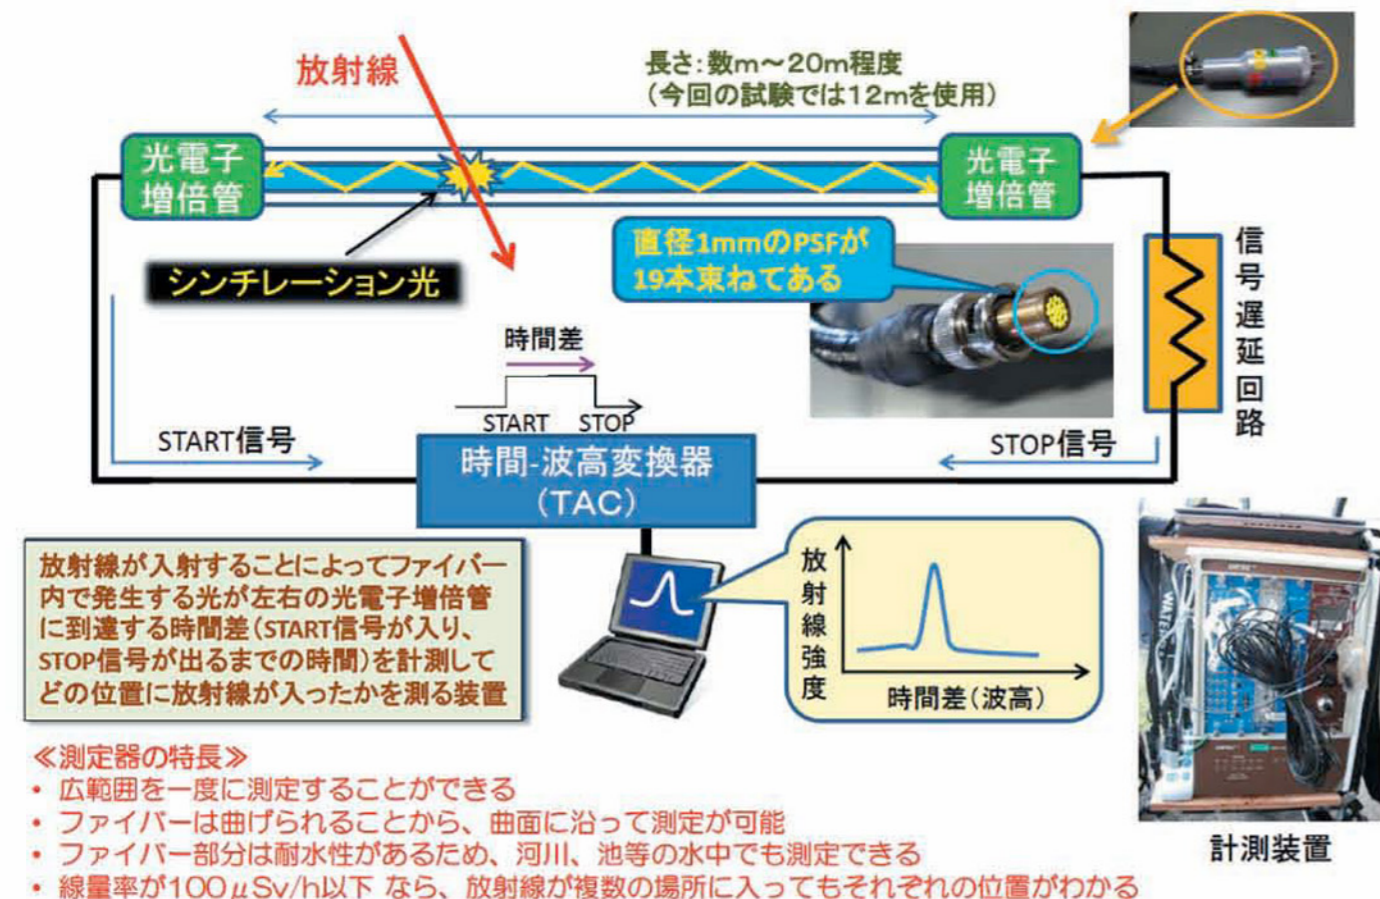 放射線
長さ:数m~20m程度
(今回の試験では12mを使用)
光電子
増倍管
光電子
増倍管
直径1mmのPSFが
19本束ねてある
シンチレーション光
信号遅延回路
時間差
START STOP
START信号
STOP信号
時間-波高変換器
(TAC)
放射線が入射することによってファイバー
内で発生する光が左右の光電子増倍管
に到達する時間差(START信号が入り、
STOP信号が出るまでの時間)を計測して
どの位置に放射線が入ったかを測る装置
放射線強度
時間差(波高)
計測装置
≪測定器の特長≫
• 広範囲を一度に測定することができる
• ファイバーは曲げられることから、曲面に沿って測定が可能
• ファイバー部分は耐水性があるため、河川、池等の水中でも測定できる
• 線量率が100μSv/h以下 なら、放射線が複数の場所に入ってもそれぞれの位置がわかる